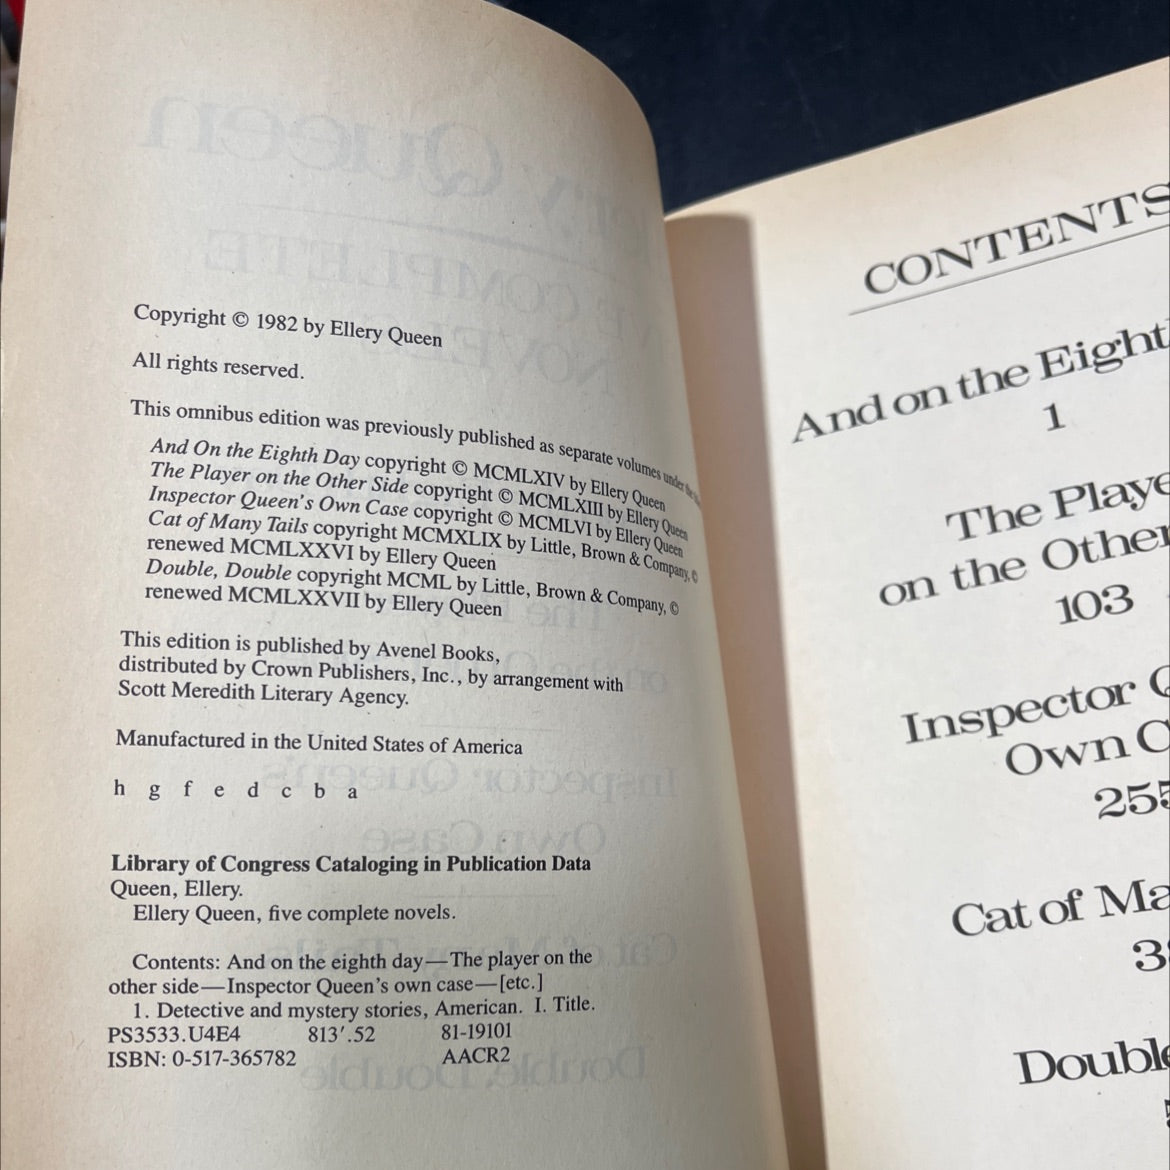 Copyright © 1982 by Ellery Queen
All rights reserved.
This omnibus edition was previously published as separate volumes under the
And On the Eighth Day copyright © MCMLXIV by Ellery Queen
The Player on the Other Side copyright © MCMLXIII by Ellery Queen
Inspector Queen's Own Case copyright © MCMLVI by Ellery Queen
Cat of Many Tails copyright MCMXLIX by Little, Brown & Company, ©
renewed MCMLXXVI by Ellery Queen
Double, Double copyright MCML by Little, Brown & Company, ©
renewed MCMLXXVII by Ellery Queen
This edition is published by Avenel Books,
distributed by Crown Publishers, Inc., by arrangement with
Scott Meredith Literary Agency.
Manufactured in the United States of America
h g f e d c b a
Library of Congress Cataloging in Publication Data
Queen, Ellery.
Ellery Queen, five complete novels.
Contents: And on the eighth day—The player on the
other side—Inspector Queen's own case—[etc.]
1. Detective and mystery stories, American. I. Title.
PS3533.U4E4 813′.52 81-19101
ISBN: 0-517-365782 AACR2
CONTENTS
And on the Eight
1
The Playe
on the Other
103
Inspector Q
Own C
255
Cat of Ma
3
Double